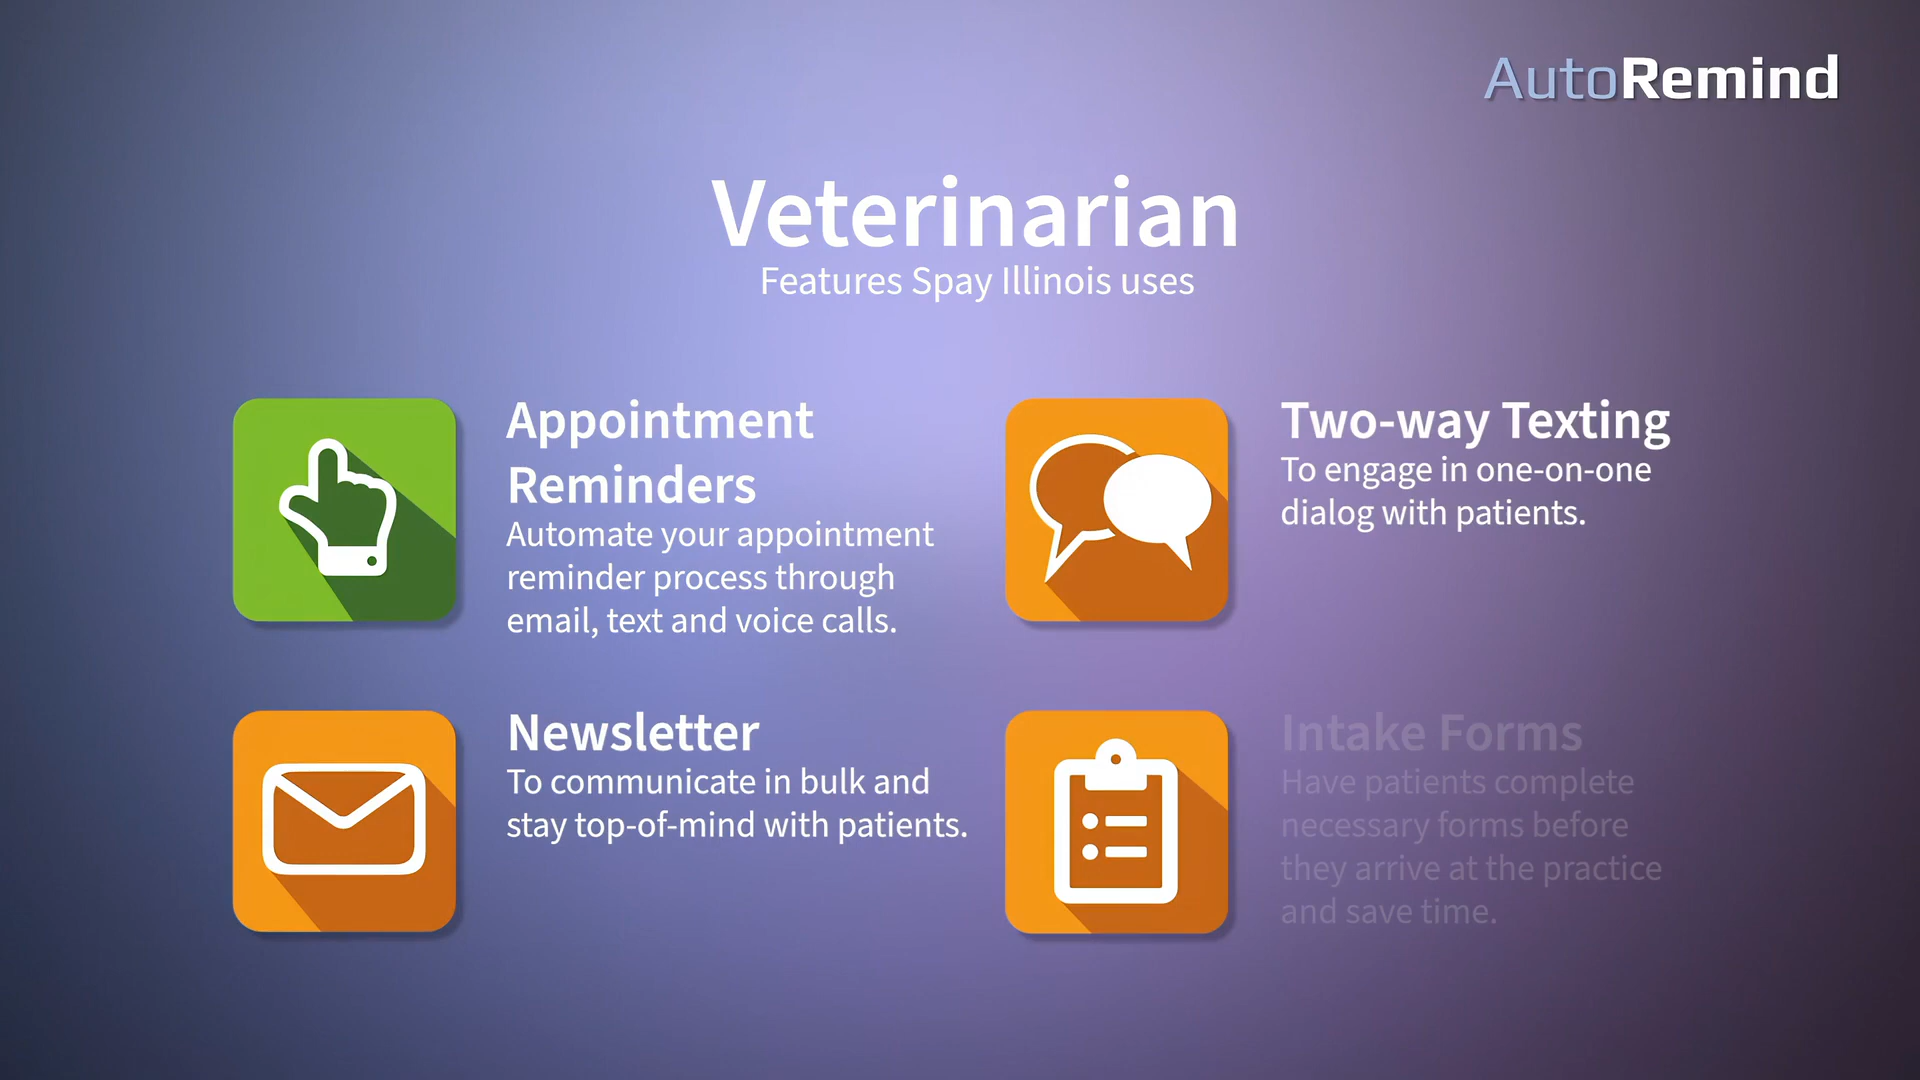 AutoRemind
Veterinarian
Features Spay Illinois uses
Appointment
Reminders
Automate your appointment
reminder process through
email, text and voice calls.
Two-way Texting
To engage in one-on-one
dialog with patients.
Newsletter
To communicate in bulk and
stay top-of-mind with patients.
Intake Forms
Have patients complete
necessary forms before
they arrive at the practice
and save time.